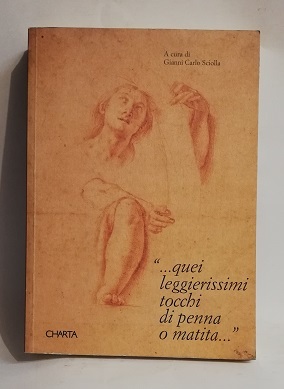 A cura di
Gianni Carlo Sciolla
"...quei
leggierissimi
tocchi
di penna
o matita..."
CHARTA